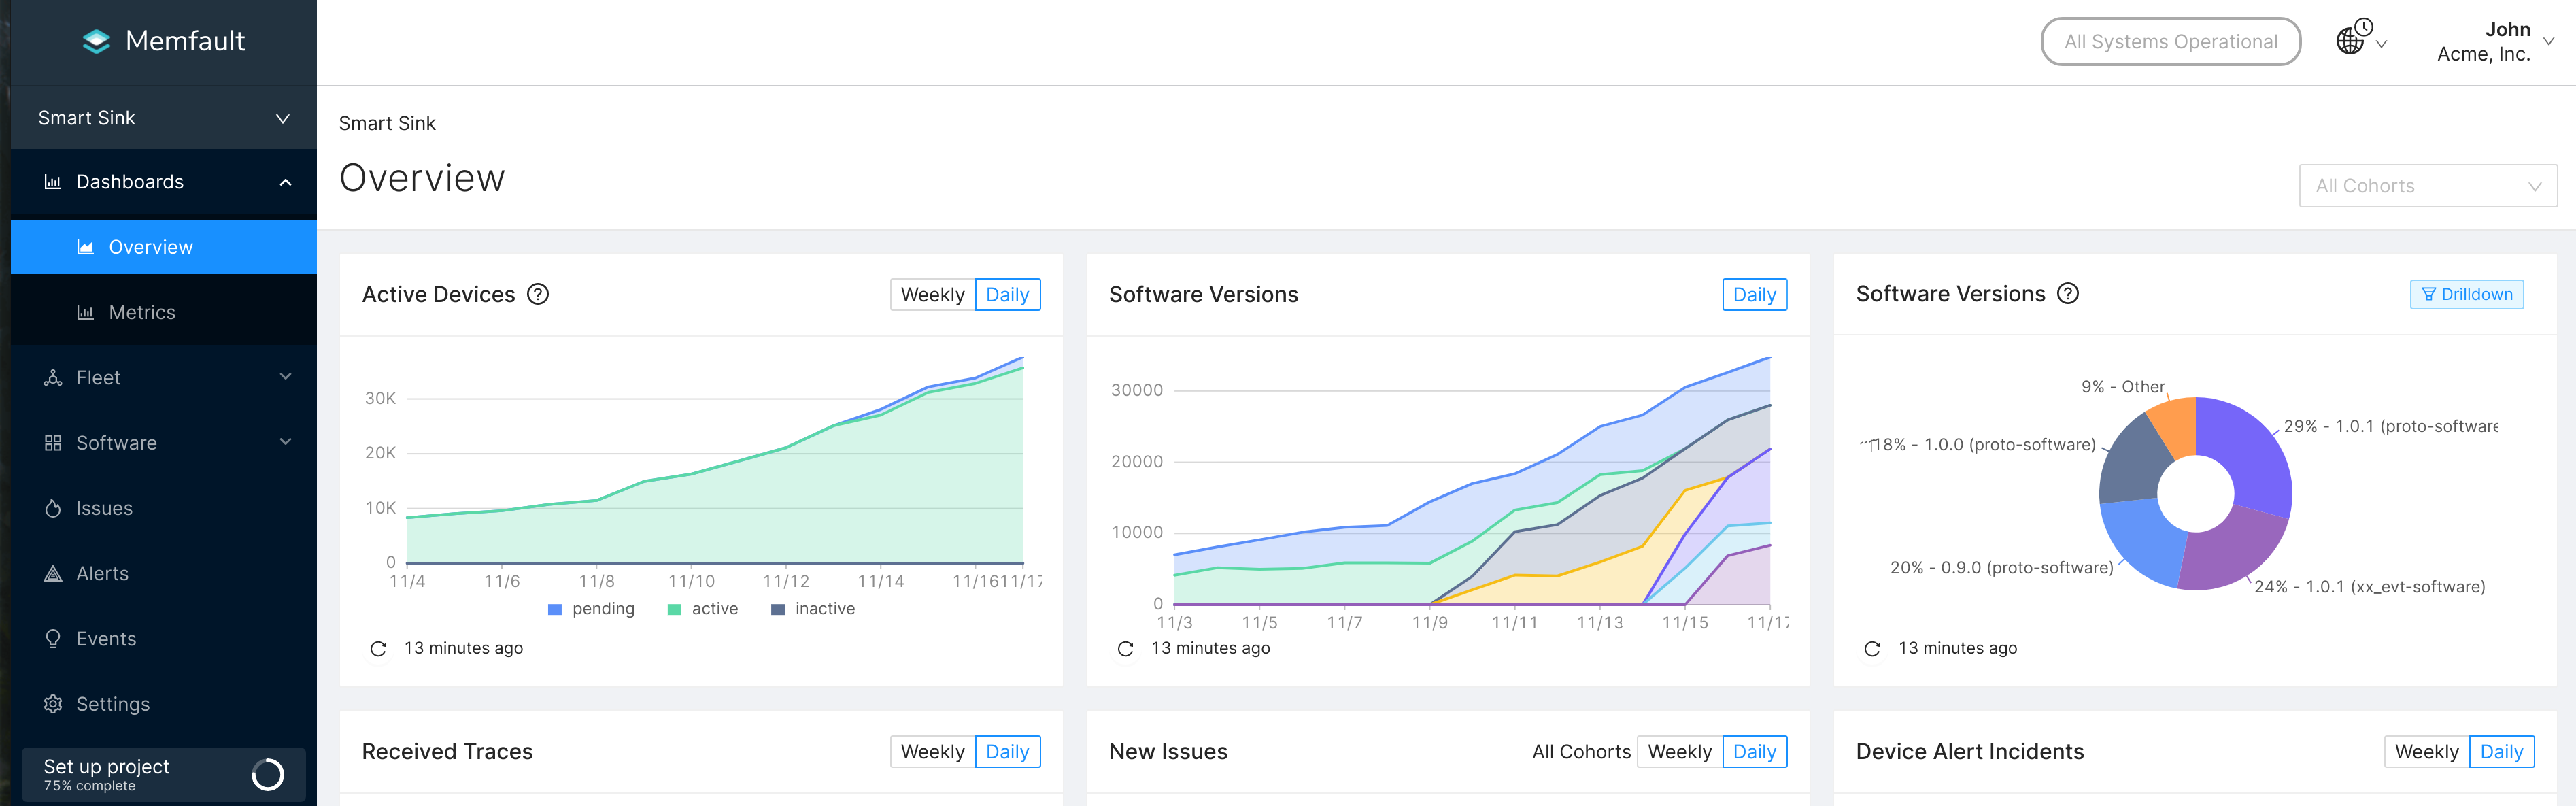 Memfault
All Systems Operational
John
Acme, Inc.
Smart Sink
Dashboards
Overview
Metrics
Fleet
Software
Issues
Alerts
Events
Settings
Set up project
75% complete
Smart Sink
Overview
All Cohorts
Active Devices
Weekly Daily
30K
20K
10K
0
11/4 11/6 11/8 11/10 11/12 11/14 11/16 11/17
pending active inactive
13 minutes ago
Software Versions
Daily
30000
20000
10000
0
11/3 11/5 11/7 11/9 11/11 11/13 11/15 11/17
13 minutes ago
Software Versions
Drilldown
9% - Other
29% - 1.0.1 (proto-software
18% - 1.0.0 (proto-software)
20% - 0.9.0 (proto-software)
24% - 1.0.1 (xx_evt-software)
13 minutes ago
Received Traces
Weekly Daily
New Issues
All Cohorts Weekly Daily
Device Alert Incidents
Weekly Daily